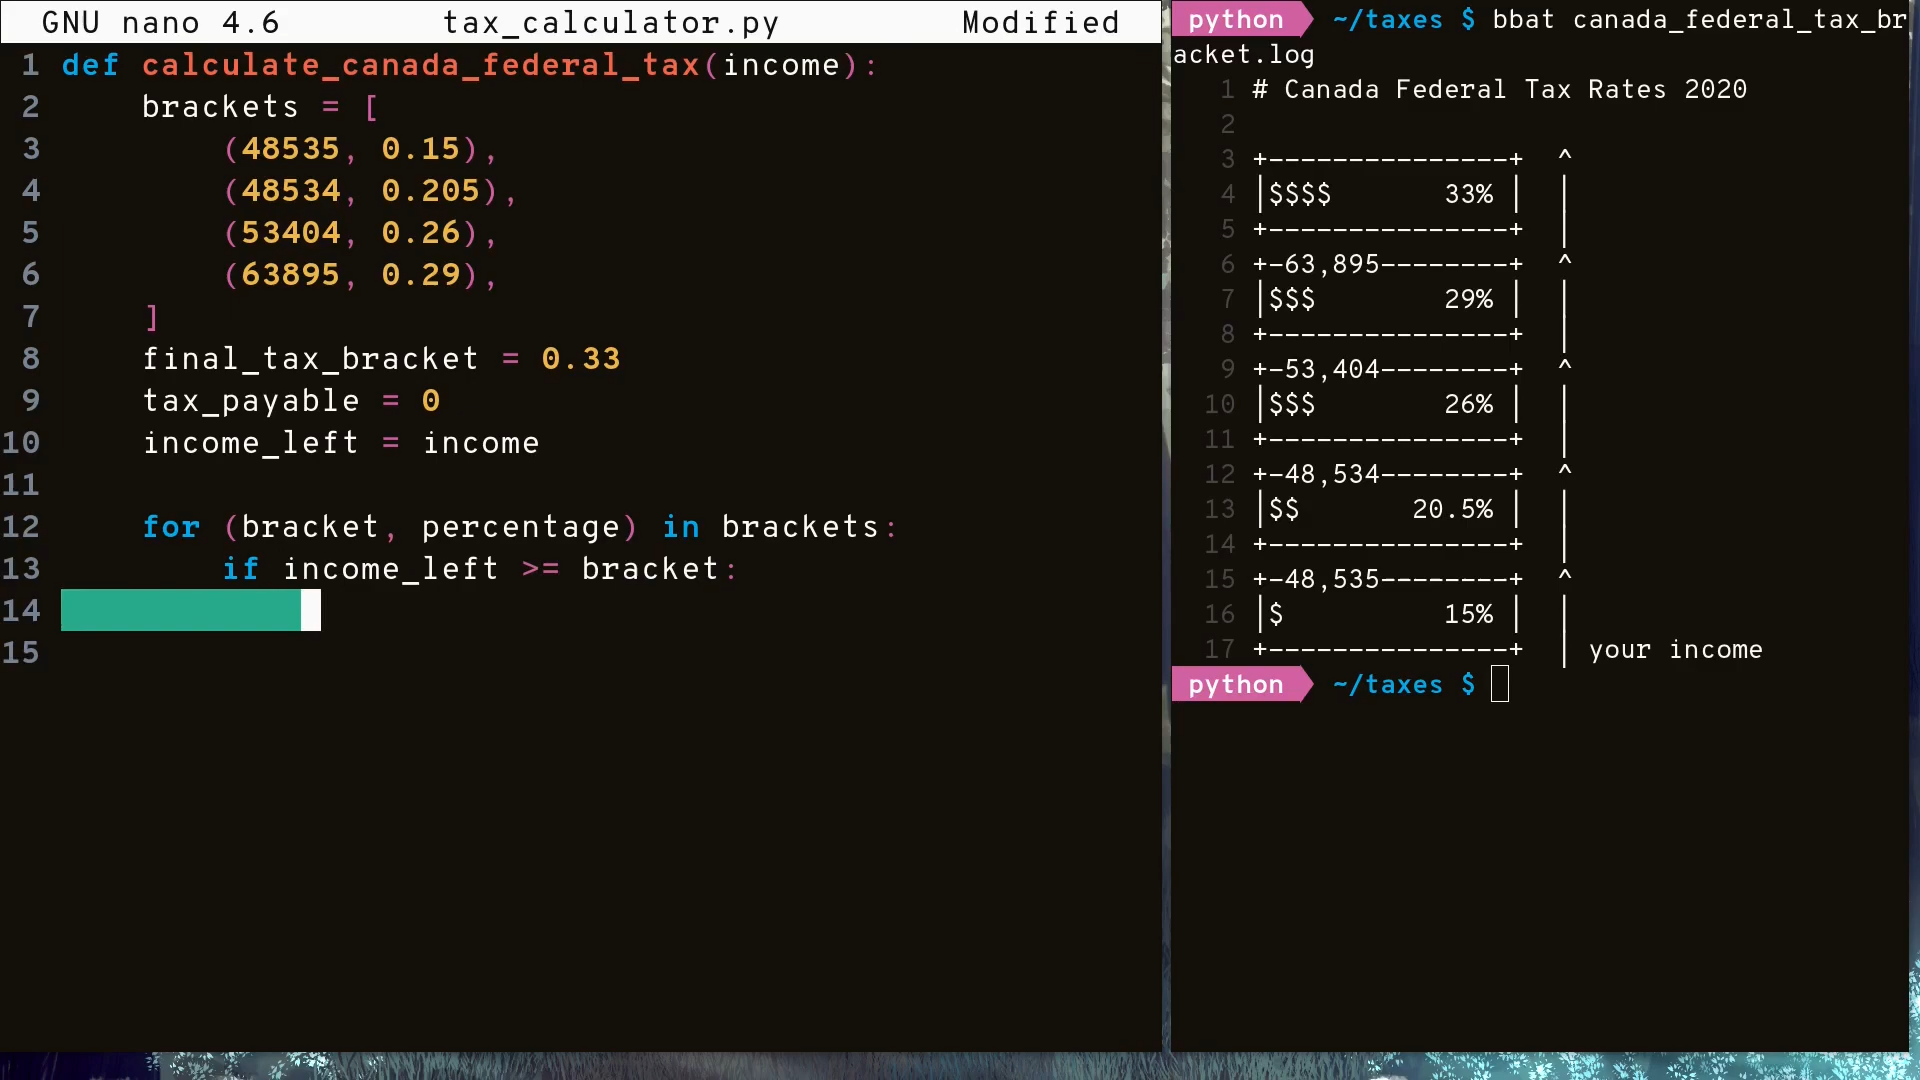 GNU nano 4.6 tax_calculator.py Modified
1 def calculate_canada_federal_tax(income):
2 brackets = [
3 (48535, 0.15),
4 (48534, 0.205),
5 (53404, 0.26),
6 (63895, 0.29),
7 ]
8 final_tax_bracket = 0.33
9 tax_payable = 0
10 income_left = income
11
12 for (bracket, percentage) in brackets:
13 if income_left >= bracket:
14
15
python ~/taxes $ bbat canada_federal_tax_br
acket.log
1 # Canada Federal Tax Rates 2020
2
3 +---------------+ ^
4 |$$$$ 33% | |
5 +---------------+ |
6 +-63,895--------+ ^
7 |$$$ 29% | |
8 +---------------+ |
9 +-53,404--------+ ^
10 |$$$ 26% | |
11 +---------------+ |
12 +-48,534--------+ ^
13 |$$ 20.5% | |
14 +---------------+ |
15 +-48,535--------+ ^
16 |$ 15% | |
17 +---------------+ | your income
python ~/taxes $